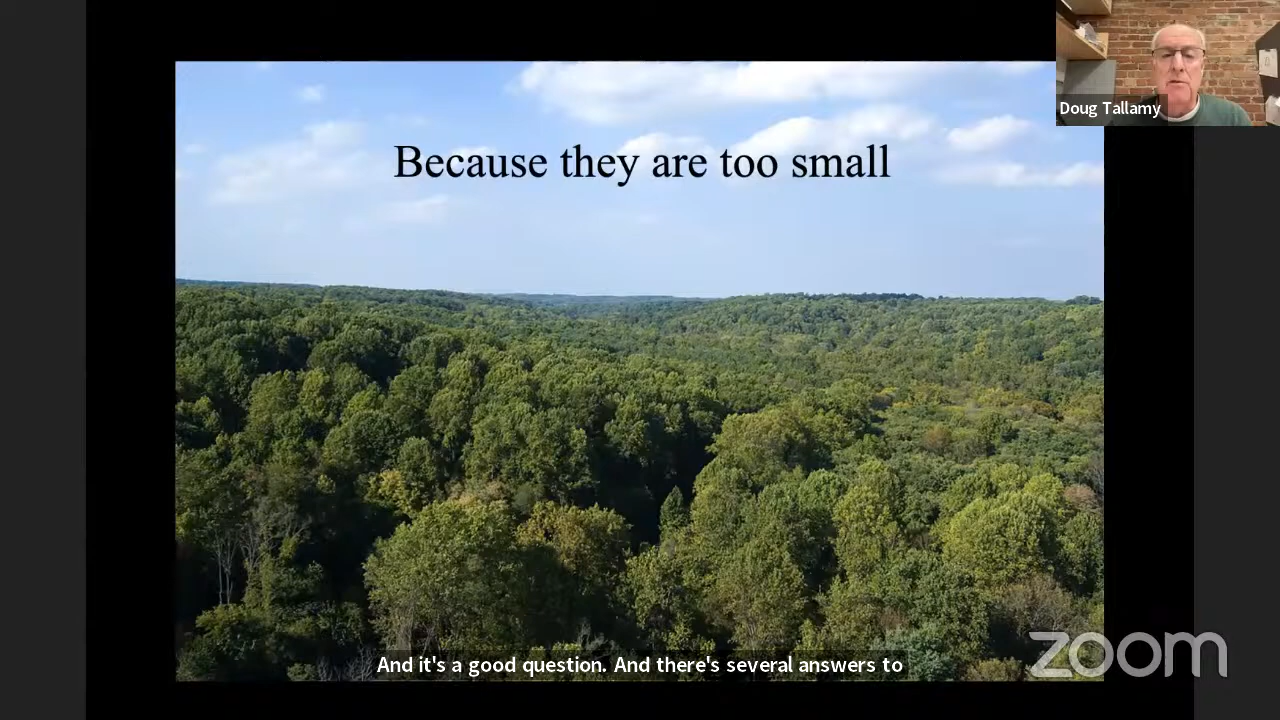 Doug Tallamy
Because they are too small
And it's a good question. And there's several answers to
zoom